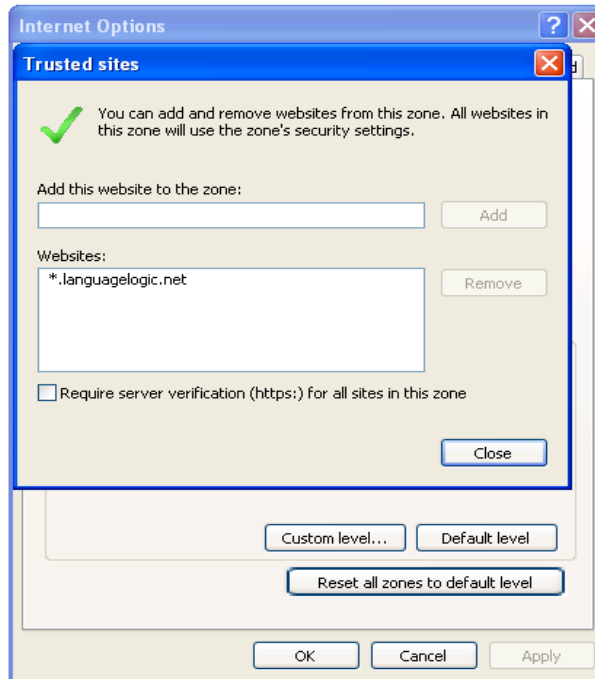 Internet Options
Trusted sites
You can add and remove websites from this zone. All websites in
this zone will use the zone's security settings.
Add this website to the zone:
Add
Websites:
*.languagelogic.net
Remove
Require server verification (https:) for all sites in this zone
Close
Custom level...
Default level
Reset all zones to default level
OK
Cancel
Apply